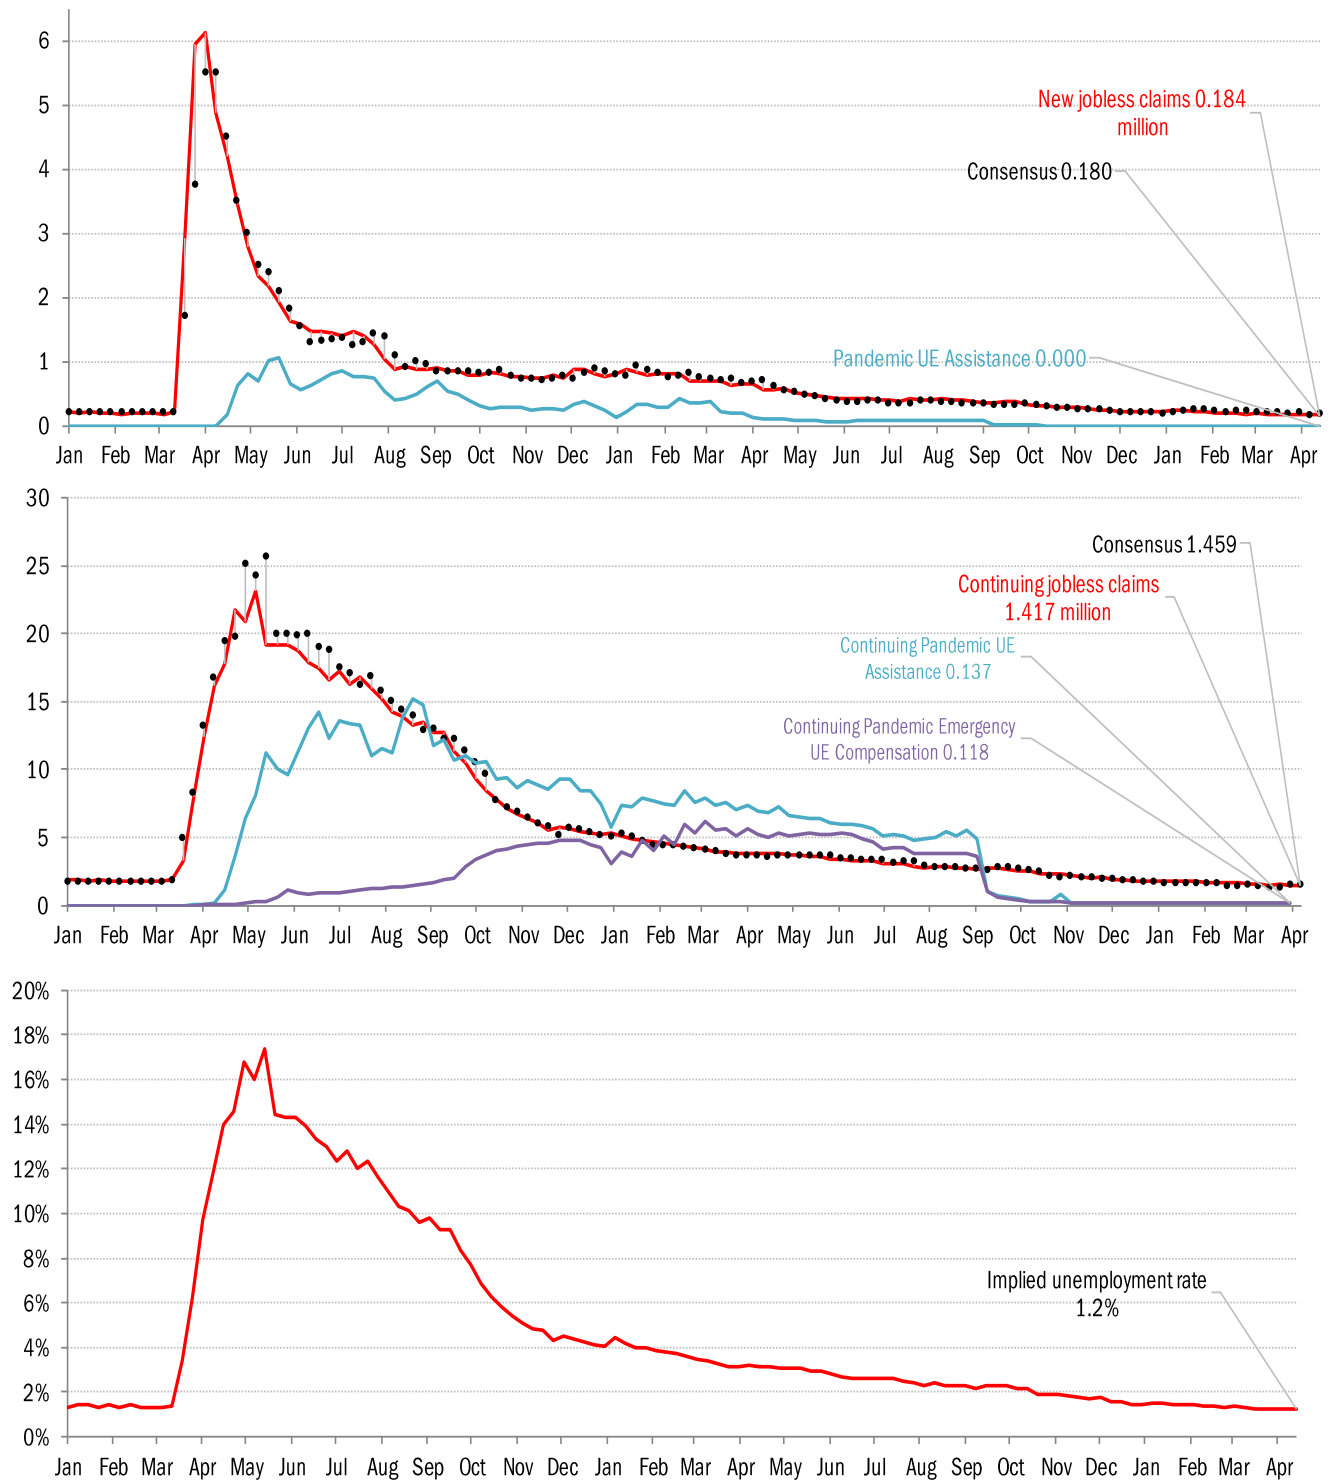 6
5
4
3
2
1
0
New jobless claims 0.184
million
Consensus 0.180
Pandemic UE Assistance 0.000
Jan Feb Mar Apr May Jun Jul Aug Sep Oct Nov Dec Jan Feb Mar Apr May Jun Jul Aug Sep Oct Nov Dec Jan Feb Mar Apr
30
25
20
15
10
5
0
Consensus 1.459
Continuing jobless claims
1.417 million
Continuing Pandemic UE
Assistance 0.137
Continuing Pandemic Emergency
UE Compensation 0.118
Jan Feb Mar Apr May Jun Jul Aug Sep Oct Nov Dec Jan Feb Mar Apr May Jun Jul Aug Sep Oct Nov Dec Jan Feb Mar Apr
20%
18%
16%
14%
12%
10%
8%
6%
4%
2%
0%
Implied unemployment rate
1.2%
Jan Feb Mar Apr May Jun Jul Aug Sep Oct Nov Dec Jan Feb Mar Apr May Jun Jul Aug Sep Oct Nov Dec Jan Feb Mar Apr